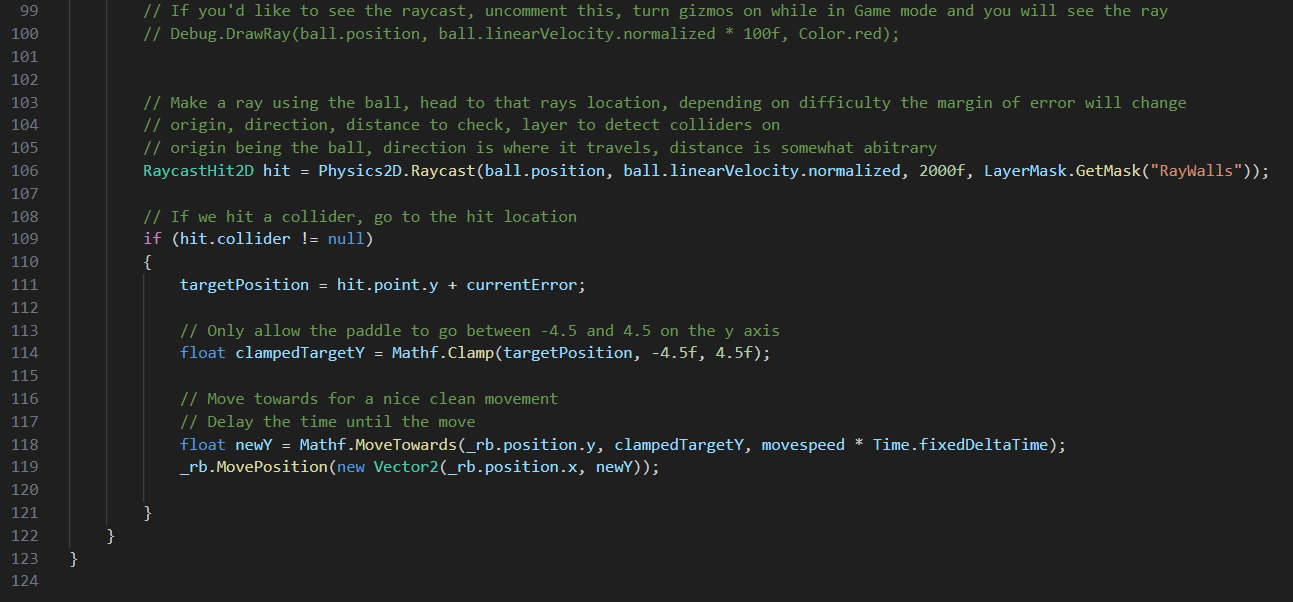 99 // If you'd like to see the raycast, uncomment this, turn gizmos on while in Game mode and you will see the ray
100 // Debug.DrawRay(ball.position, ball.linearVelocity.normalized * 100f, Color.red);
101
102
103 // Make a ray using the ball, head to that rays location, depending on difficulty the margin of error will change
104 // origin, direction, distance to check, layer to detect colliders on
105 // origin being the ball, direction is where it travels, distance is somewhat abitrary
106 RaycastHit2D hit = Physics2D.Raycast(ball.position, ball.linearVelocity.normalized, 2000f, LayerMask.GetMask("RayWalls"));
107
108 // If we hit a collider, go to the hit location
109 if (hit.collider != null)
110 {
111 targetPosition = hit.point.y + currentError;
112
113 // Only allow the paddle to go between -4.5 and 4.5 on the y axis
114 float clampedTargetY = Mathf.Clamp(targetPosition, -4.5f, 4.5f);
115
116 // Move towards for a nice clean movement
117 // Delay the time until the move
118 float newY = Mathf.MoveTowards(_rb.position.y, clampedTargetY, movespeed * Time.fixedDeltaTime);
119 _rb.MovePosition(new Vector2(_rb.position.x, newY));
120
121 }
122 }
123 }
124